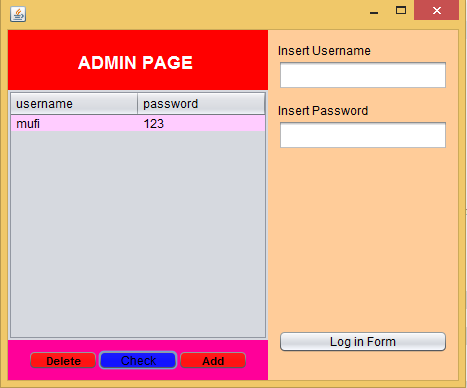 ADMIN PAGE
username password
mufi 123
Delete Check Add
Insert Username
Insert Password
Log in Form